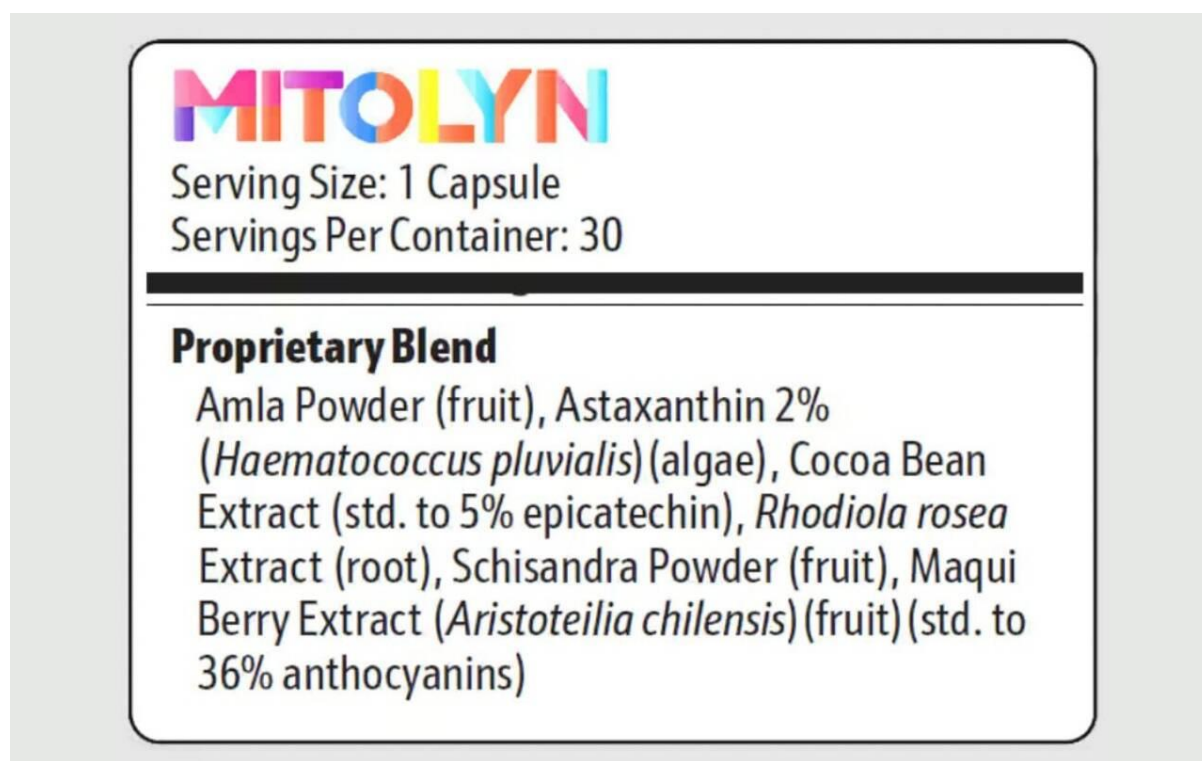 MITOLYN
Serving Size: 1 Capsule
Servings Per Container: 30
Proprietary Blend
Amla Powder (fruit), Astaxanthin 2%
(Haematococcus pluvialis) (algae), Cocoa Bean
Extract (std. to 5% epicatechin), Rhodiola rosea
Extract (root), Schisandra Powder (fruit), Maqui
Berry Extract (Aristoteilia chilensis) (fruit) (std. to
36% anthocyanins)